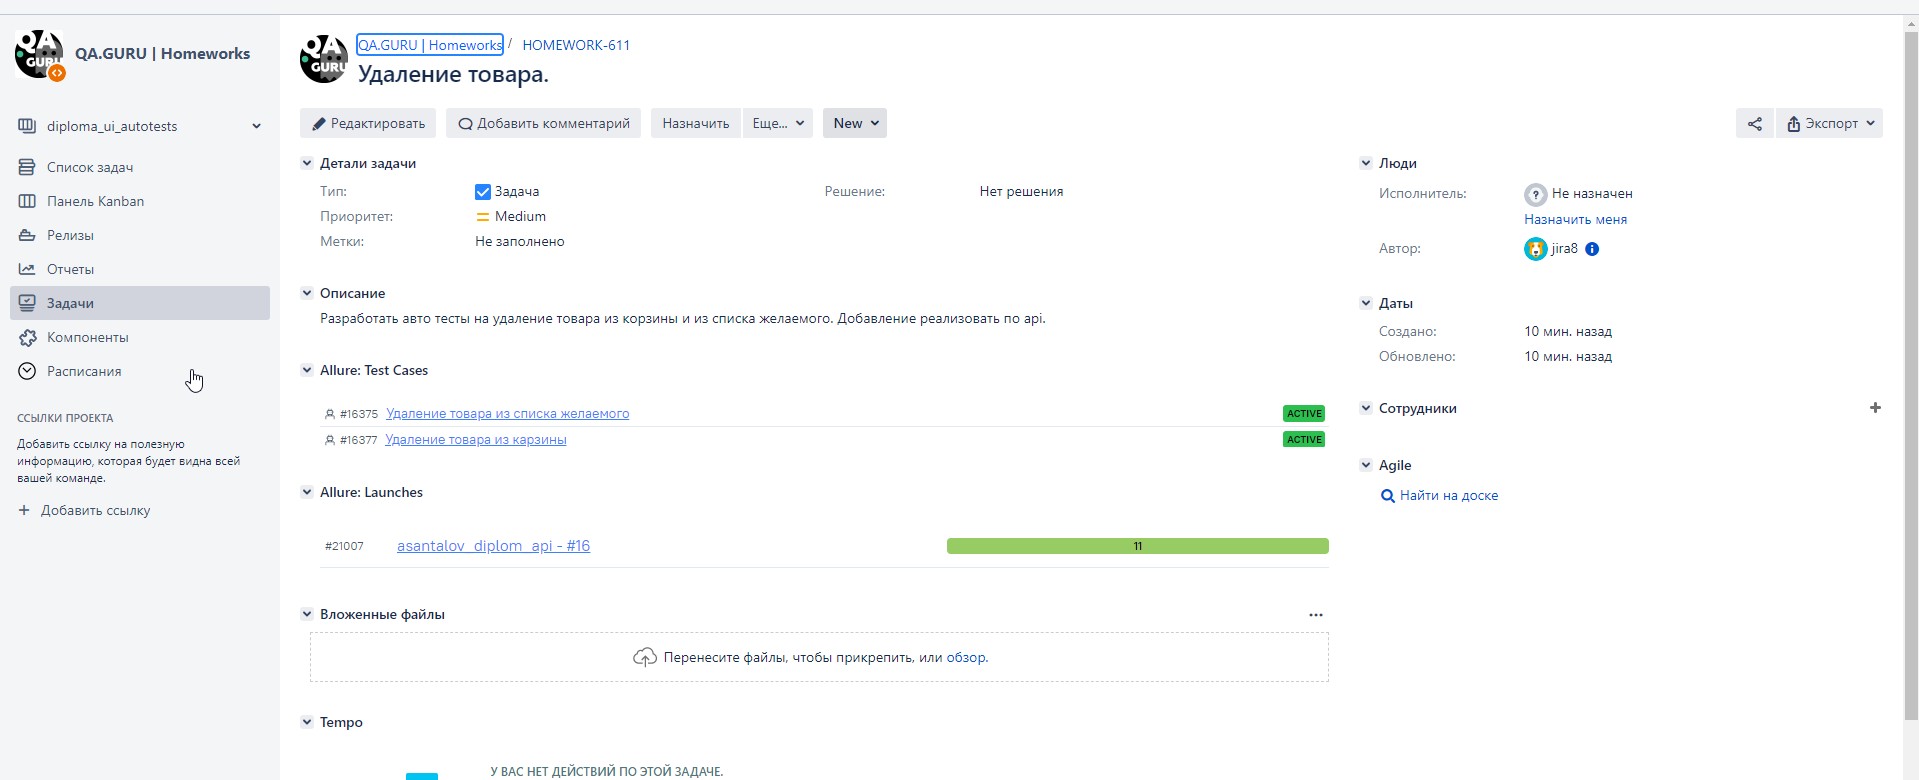 QA.GURU | Homeworks
diploma_ui_autotests
Список задач
Панель Kanban
Релизы
Отчеты
Задачи
Компоненты
Расписания
ССЫЛКИ ПРОЕКТА
Добавить ссылку на полезную
информацию, которая будет видна всей
вашей команде.
+ Добавить ссылку
QA.GURU | Homeworks / HOMEWORK-611
Удаление товара.
Редактировать Добавить комментарий Назначить Еще... New Экспорт
Детали задачи
Тип: Задача Решение: Нет решения
Приоритет: Medium
Метки: Не заполнено
Описание
Разработать авто тесты на удаление товара из корзины и из списка желаемого. Добавление реализовать по api.
Allure: Test Cases
#16375 Удаление товара из списка желаемого ACTIVE
#16377 Удаление товара из карзины ACTIVE
Allure: Launches
#21007 asantalov_diplom_api - #16 11
Вложенные файлы ...
Перенесите файлы, чтобы прикрепить, или обзор.
Tempo
У ВАС НЕТ ДЕЙСТВИЙ ПО ЭТОЙ ЗАДАЧЕ.
Люди
Исполнитель: Не назначен
Назначить меня
Автор: jira8
Даты
Создано: 10 мин. назад
Обновлено: 10 мин. назад
Сотрудники +
Agile
Найти на доске
QA
GURU
QA
GURU